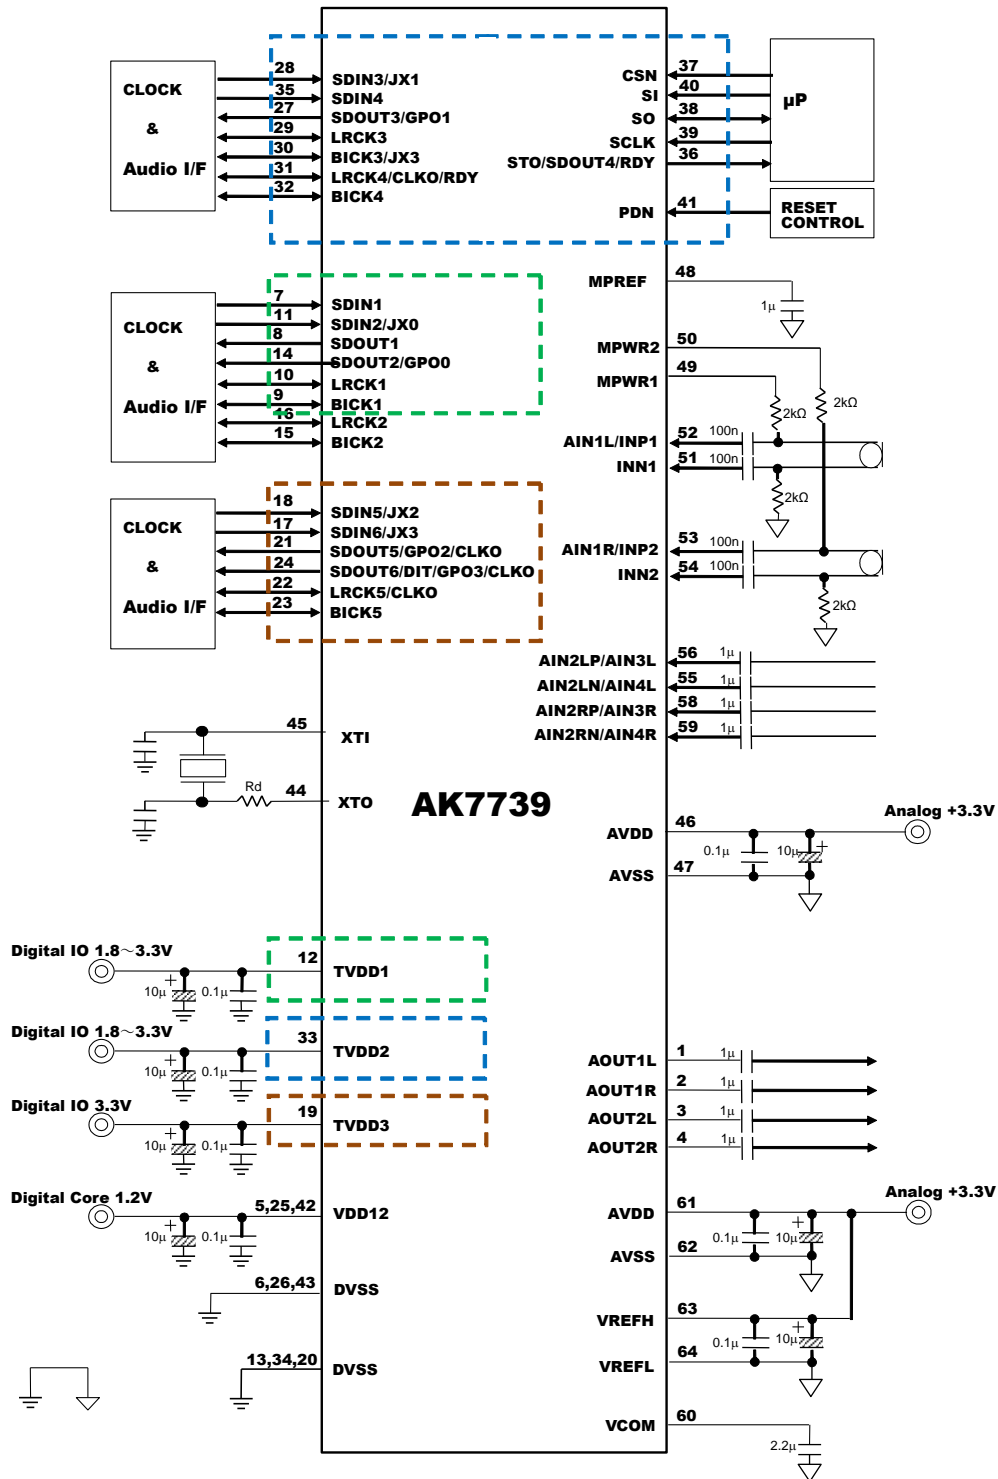 CLOCK
&
Audio I/F
28
SDIN3/JX1
35
SDIN4
27
SDOUT3/GPO1
29
LRCK3
30
BICK3/JX3
31
LRCK4/CLKO/RDY
32
BICK4
CSN
37
SI
40
SO
38
SCLK
39
STO/SDOUT4/RDY
36
µP
PDN
41
RESET
CONTROL
CLOCK
&
Audio I/F
7
SDIN1
11
SDIN2/JX0
8
SDOUT1
14
SDOUT2/GPO0
10
LRCK1
9
BICK1
16
LRCK2
15
BICK2
MPREF
48
1µ
MPWR2
50
MPWR1
49
2kΩ
2kΩ
AIN1L/INP1
52
100n
INN1
51
100n
2kΩ
AIN1R/INP2
53
100n
INN2
54
100n
2kΩ
CLOCK
&
Audio I/F
18
SDIN5/JX2
17
SDIN6/JX3
21
SDOUT5/GPO2/CLKO
24
SDOUT6/DIT/GPO3/CLKO
22
LRCK5/CLKO
23
BICK5
AIN2LP/AIN3L
56
1µ
AIN2LN/AIN4L
55
1µ
AIN2RP/AIN3R
58
1µ
AIN2RN/AIN4R
59
1µ
45
XTI
Rd
44
XTO
AK7739
AVDD
46
Analog +3.3V
0.1µ
10µ
+
AVSS
47
Digital IO 1.8～3.3V
12
TVDD1
+
10µ
0.1µ
Digital IO 1.8～3.3V
33
TVDD2
+
10µ
0.1µ
Digital IO 3.3V
19
TVDD3
+
10µ
0.1µ
Digital Core 1.2V
5,25,42
VDD12
+
10µ
0.1µ
6,26,43
DVSS
13,34,20
DVSS
AOUT1L
1
1µ
AOUT1R
2
1µ
AOUT2L
3
1µ
AOUT2R
4
1µ
AVDD
61
Analog +3.3V
0.1µ
10µ
+
AVSS
62
VREFH
63
0.1µ
10µ
+
VREFL
64
VCOM
60
2.2µ